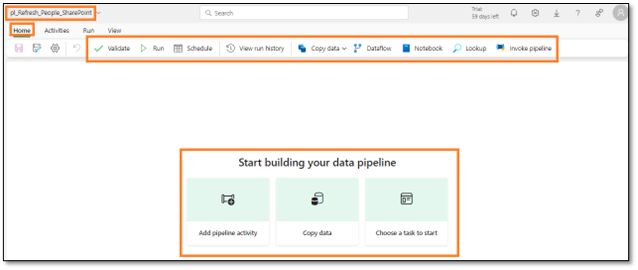 pl_Refresh_People_SharePoint
Search
Trial:
59 days left
?
Home Activities Run View
Validate Run Schedule View run history Copy data Dataflow Notebook Lookup Invoke pipeline
Start building your data pipeline
Add pipeline activity Copy data Choose a task to start